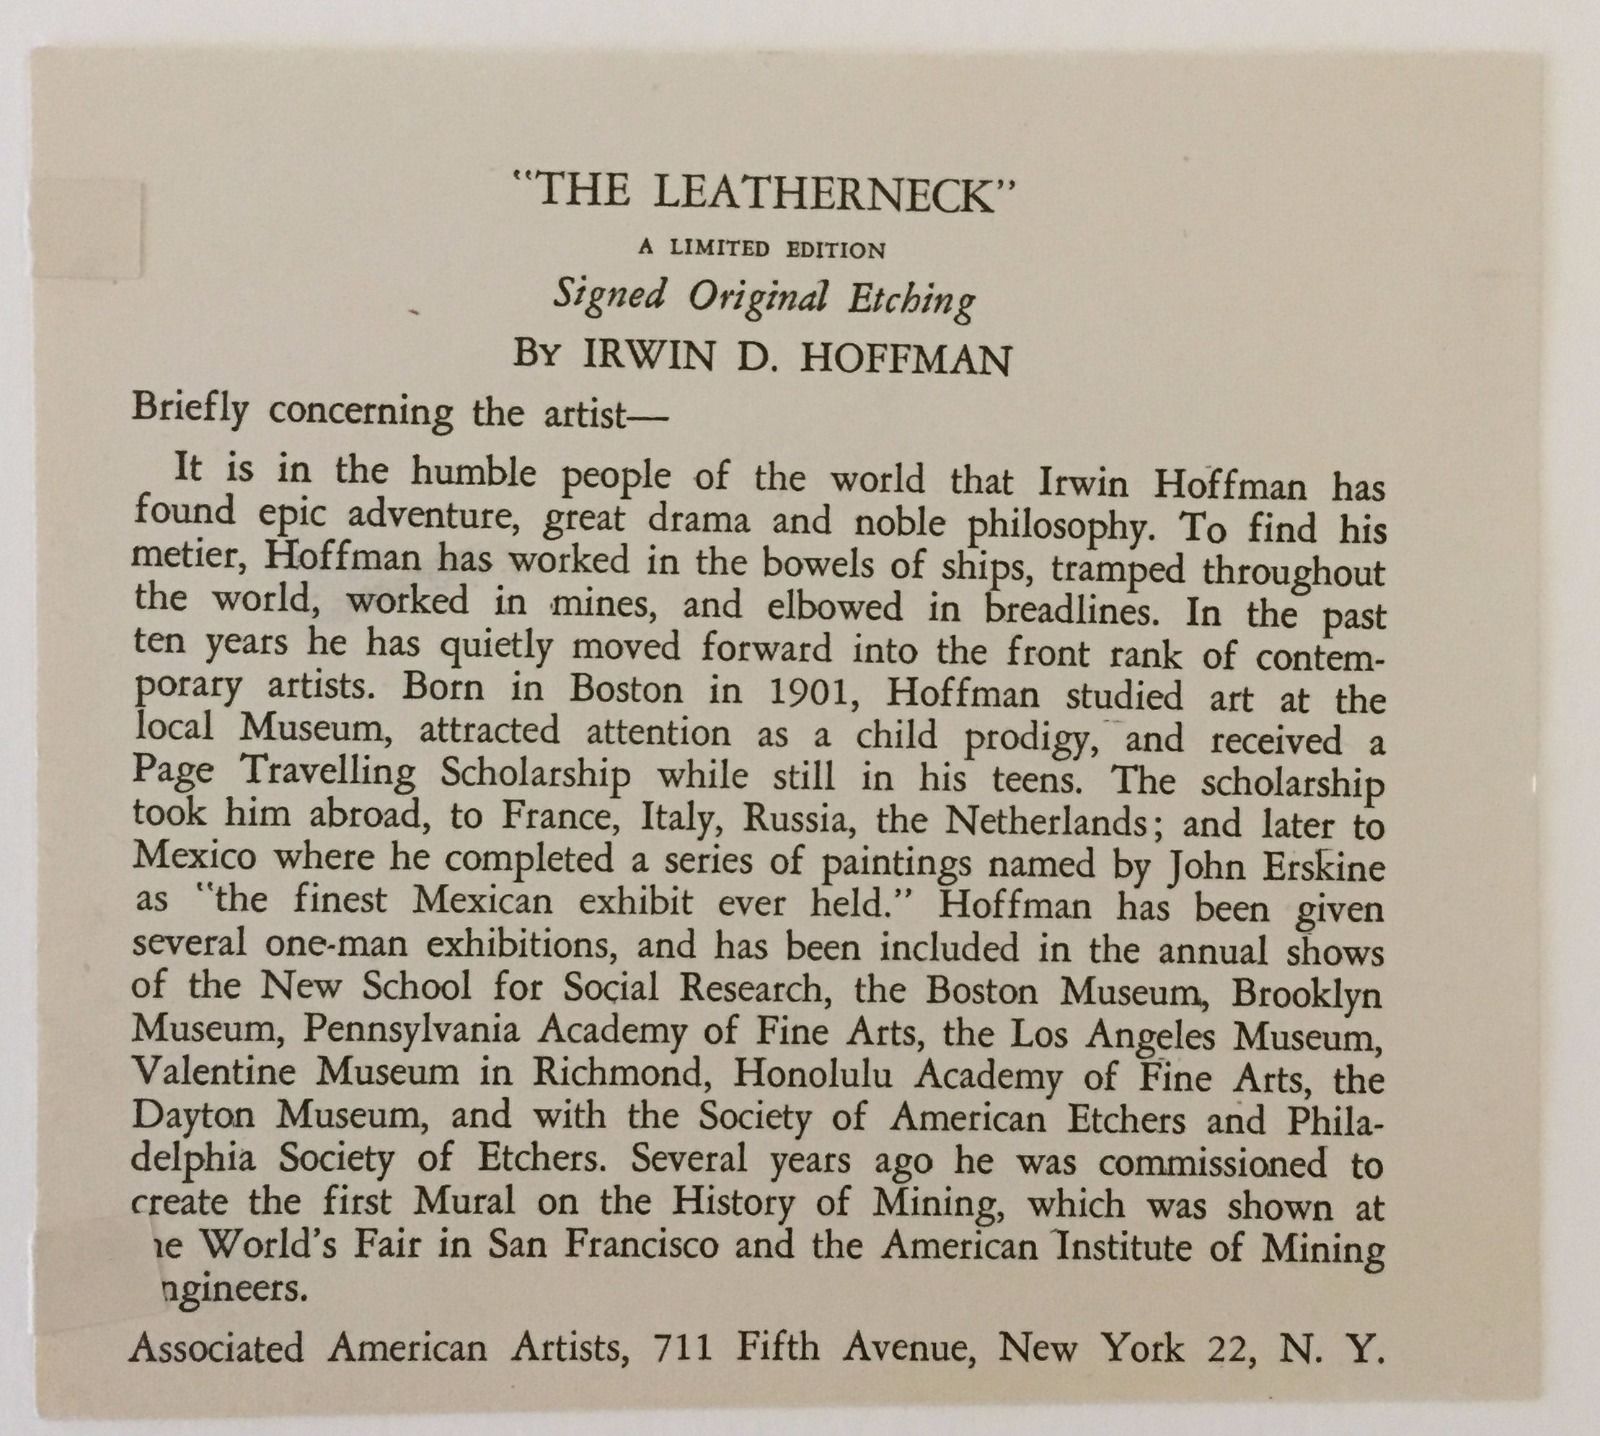 "THE LEATHERNECK"
A LIMITED EDITION
Signed Original Etching
BY IRWIN D. HOFFMAN
Briefly concerning the artist—
It is in the humble people of the world that Irwin Hoffman has
found epic adventure, great drama and noble philosophy. To find his
metier, Hoffman has worked in the bowels of ships, tramped throughout
the world, worked in mines, and elbowed in breadlines. In the past
ten years he has quietly moved forward into the front rank of contem-
porary artists. Born in Boston in 1901, Hoffman studied art at the
local Museum, attracted attention as a child prodigy, and received a
Page Travelling Scholarship while still in his teens. The scholarship
took him abroad, to France, Italy, Russia, the Netherlands; and later to
Mexico where he completed a series of paintings named by John Erskine
as "the finest Mexican exhibit ever held." Hoffman has been given
several one-man exhibitions, and has been included in the annual shows
of the New School for Social Research, the Boston Museum, Brooklyn
Museum, Pennsylvania Academy of Fine Arts, the Los Angeles Museum,
Valentine Museum in Richmond, Honolulu Academy of Fine Arts, the
Dayton Museum, and with the Society of American Etchers and Phila-
delphia Society of Etchers. Several years ago he was commissioned to
create the first Mural on the History of Mining, which was shown at
e World's Fair in San Francisco and the American Institute of Mining
ngineers.
Associated American Artists, 711 Fifth Avenue, New York 22, N. Y.